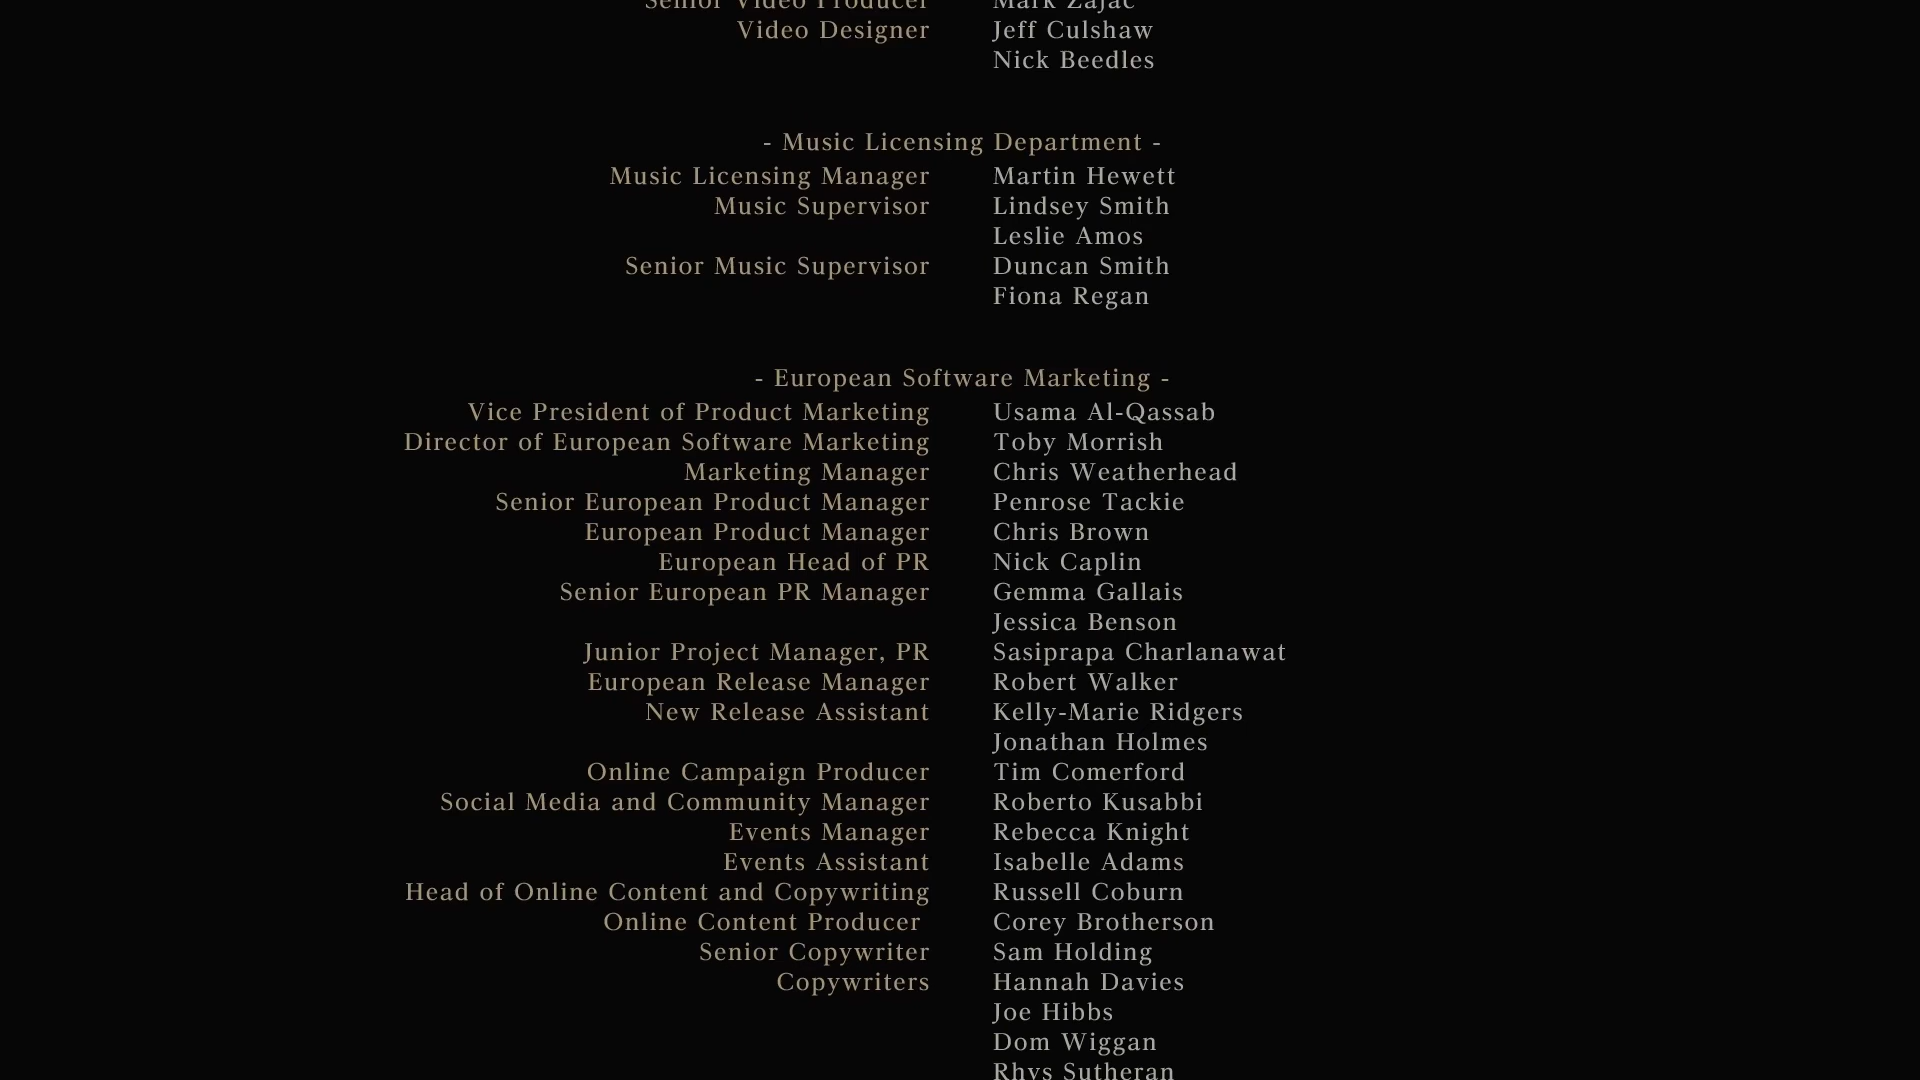 Senior Video Producer Mark Zajac
Video Designer Jeff Culshaw
Nick Beedles
- Music Licensing Department -
Music Licensing Manager Martin Hewett
Music Supervisor Lindsey Smith
Leslie Amos
Senior Music Supervisor Duncan Smith
Fiona Regan
- European Software Marketing -
Vice President of Product Marketing Usama Al-Qassab
Director of European Software Marketing Toby Morrish
Marketing Manager Chris Weatherhead
Senior European Product Manager Penrose Tackie
European Product Manager Chris Brown
European Head of PR Nick Caplin
Senior European PR Manager Gemma Gallais
Jessica Benson
Junior Project Manager, PR Sasiprapa Charlanawat
European Release Manager Robert Walker
New Release Assistant Kelly-Marie Ridgers
Jonathan Holmes
Online Campaign Producer Tim Comerford
Social Media and Community Manager Roberto Kusabbi
Events Manager Rebecca Knight
Events Assistant Isabelle Adams
Head of Online Content and Copywriting Russell Coburn
Online Content Producer Corey Brotherson
Senior Copywriter Sam Holding
Copywriters Hannah Davies
Joe Hibbs
Dom Wiggan
Rhys Sutheran